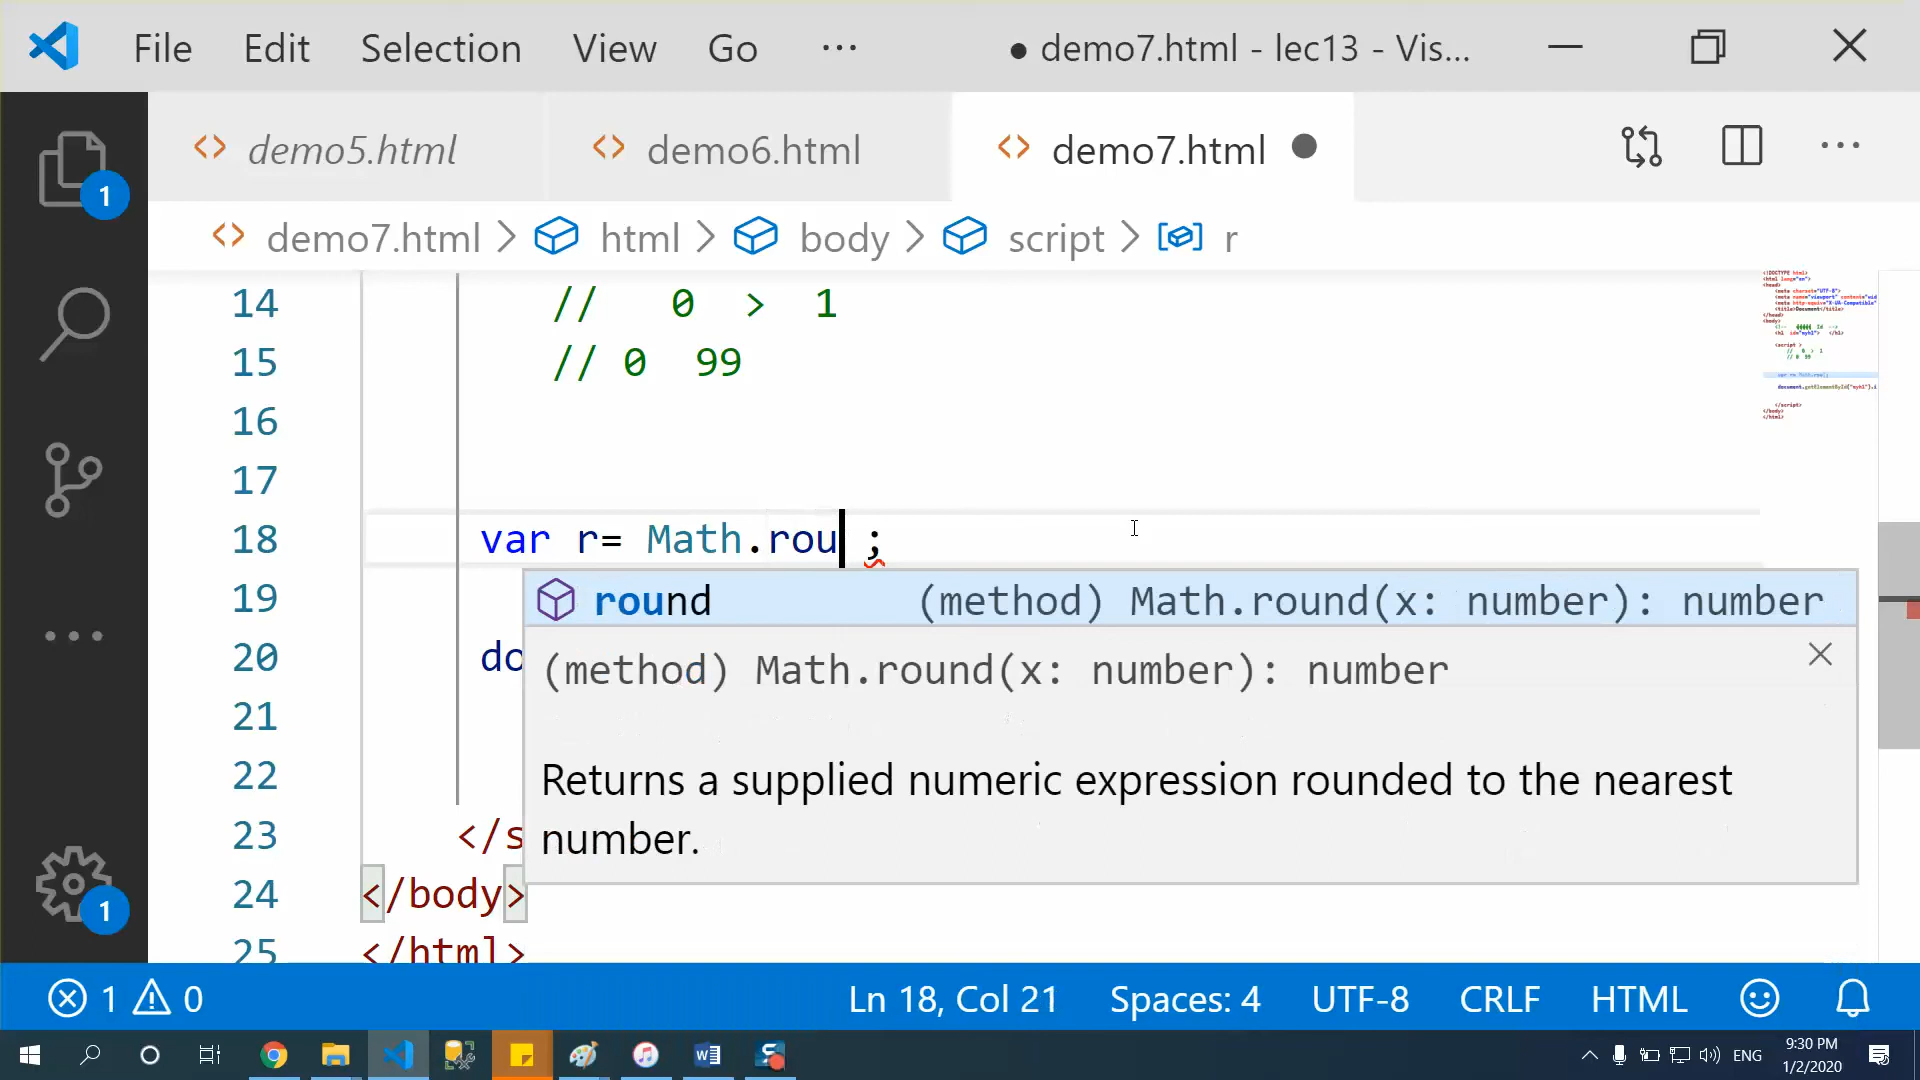 File Edit Selection View Go ··· ● demo7.html - lec13 - Vis...
demo5.html demo6.html demo7.html
demo7.html > html > body > script > r
14 // 0 > 1
15 // 0 99
16
17
18 var r= Math.rou ;
round (method) Math.round(x: number): number
19
20 do
(method) Math.round(x: number): number
21
22
Returns a supplied numeric expression rounded to the nearest
number.
23 </s
24 </body>
25 </html>
1
1
1 0 Ln 18, Col 21 Spaces: 4 UTF-8 CRLF HTML
ENG 9:30 PM
1/2/2020